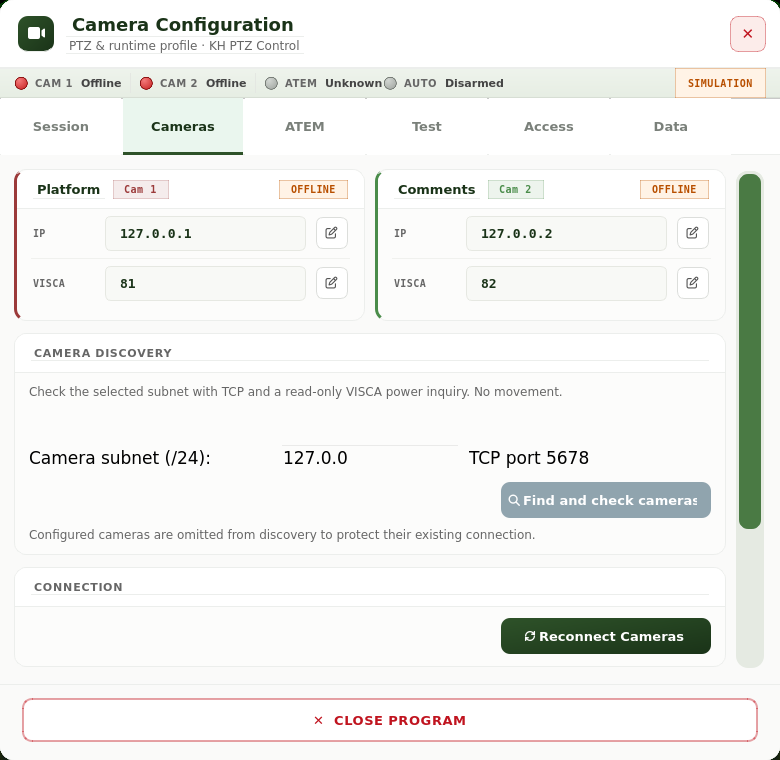 Camera Configuration
PTZ & runtime profile · KH PTZ Control
✕
CAM 1 Offline CAM 2 Offline ATEM Unknown AUTO Disarmed SIMULATION
Session Cameras ATEM Test Access Data
Platform Cam 1 OFFLINE
IP 127.0.0.1
VISCA 81
Comments Cam 2 OFFLINE
IP 127.0.0.2
VISCA 82
CAMERA DISCOVERY
Check the selected subnet with TCP and a read-only VISCA power inquiry. No movement.
Camera subnet (/24): 127.0.0 TCP port 5678
Find and check cameras
Configured cameras are omitted from discovery to protect their existing connection.
CONNECTION
Reconnect Cameras
✕ CLOSE PROGRAM